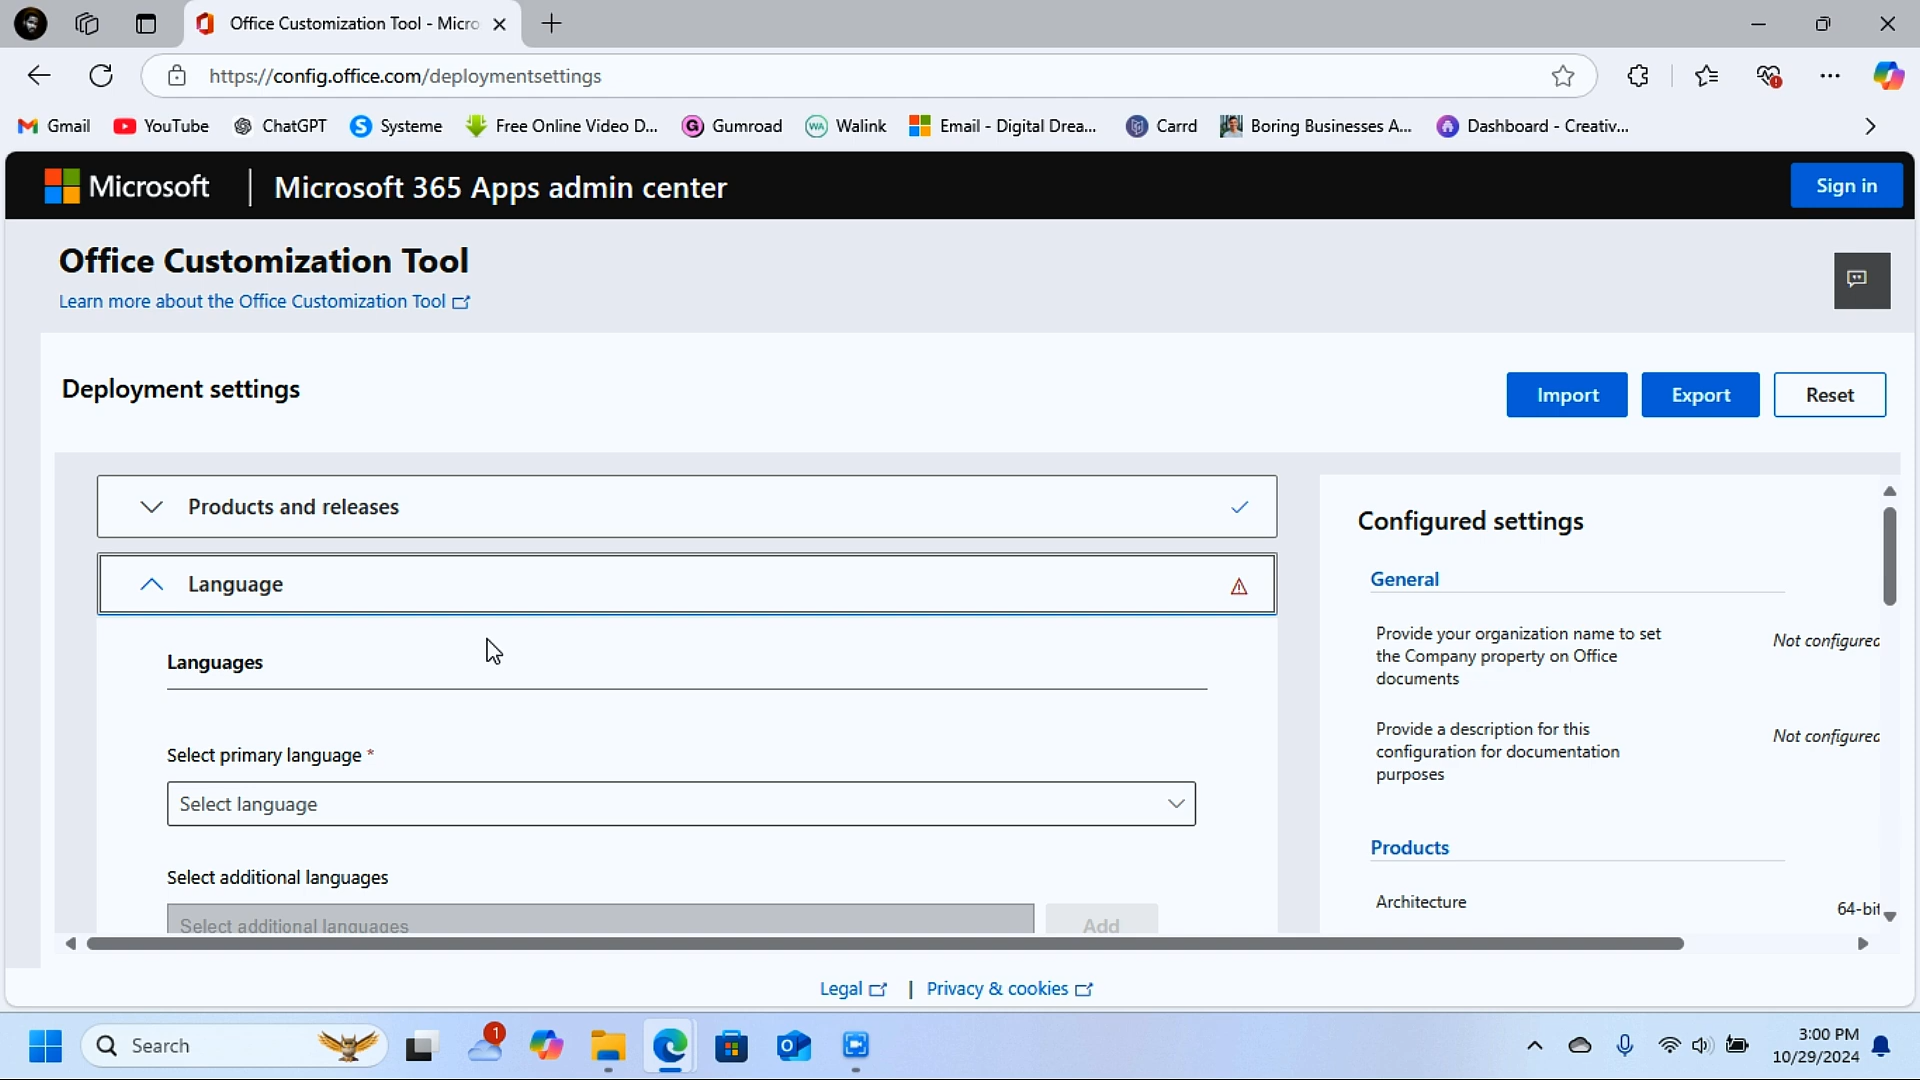 Office Customization Tool - Micro
https://config.office.com/deploymentsettings
Gmail YouTube ChatGPT Systeme Free Online Video D... Gumroad Walink Email - Digital Drea... Carrd Boring Businesses A... Dashboard - Creativ...
Microsoft | Microsoft 365 Apps admin center Sign in
Office Customization Tool
Learn more about the Office Customization Tool
Deployment settings Import Export Reset
Products and releases
Language
Languages
Select primary language *
Select language
Select additional languages
Select additional languages Add
Configured settings
General
Provide your organization name to set
the Company property on Office
documents
Not configured
Provide a description for this
configuration for documentation
purposes
Not configured
Products
Architecture
64-bit
Legal | Privacy & cookies
Search 1
3:00 PM
10/29/2024